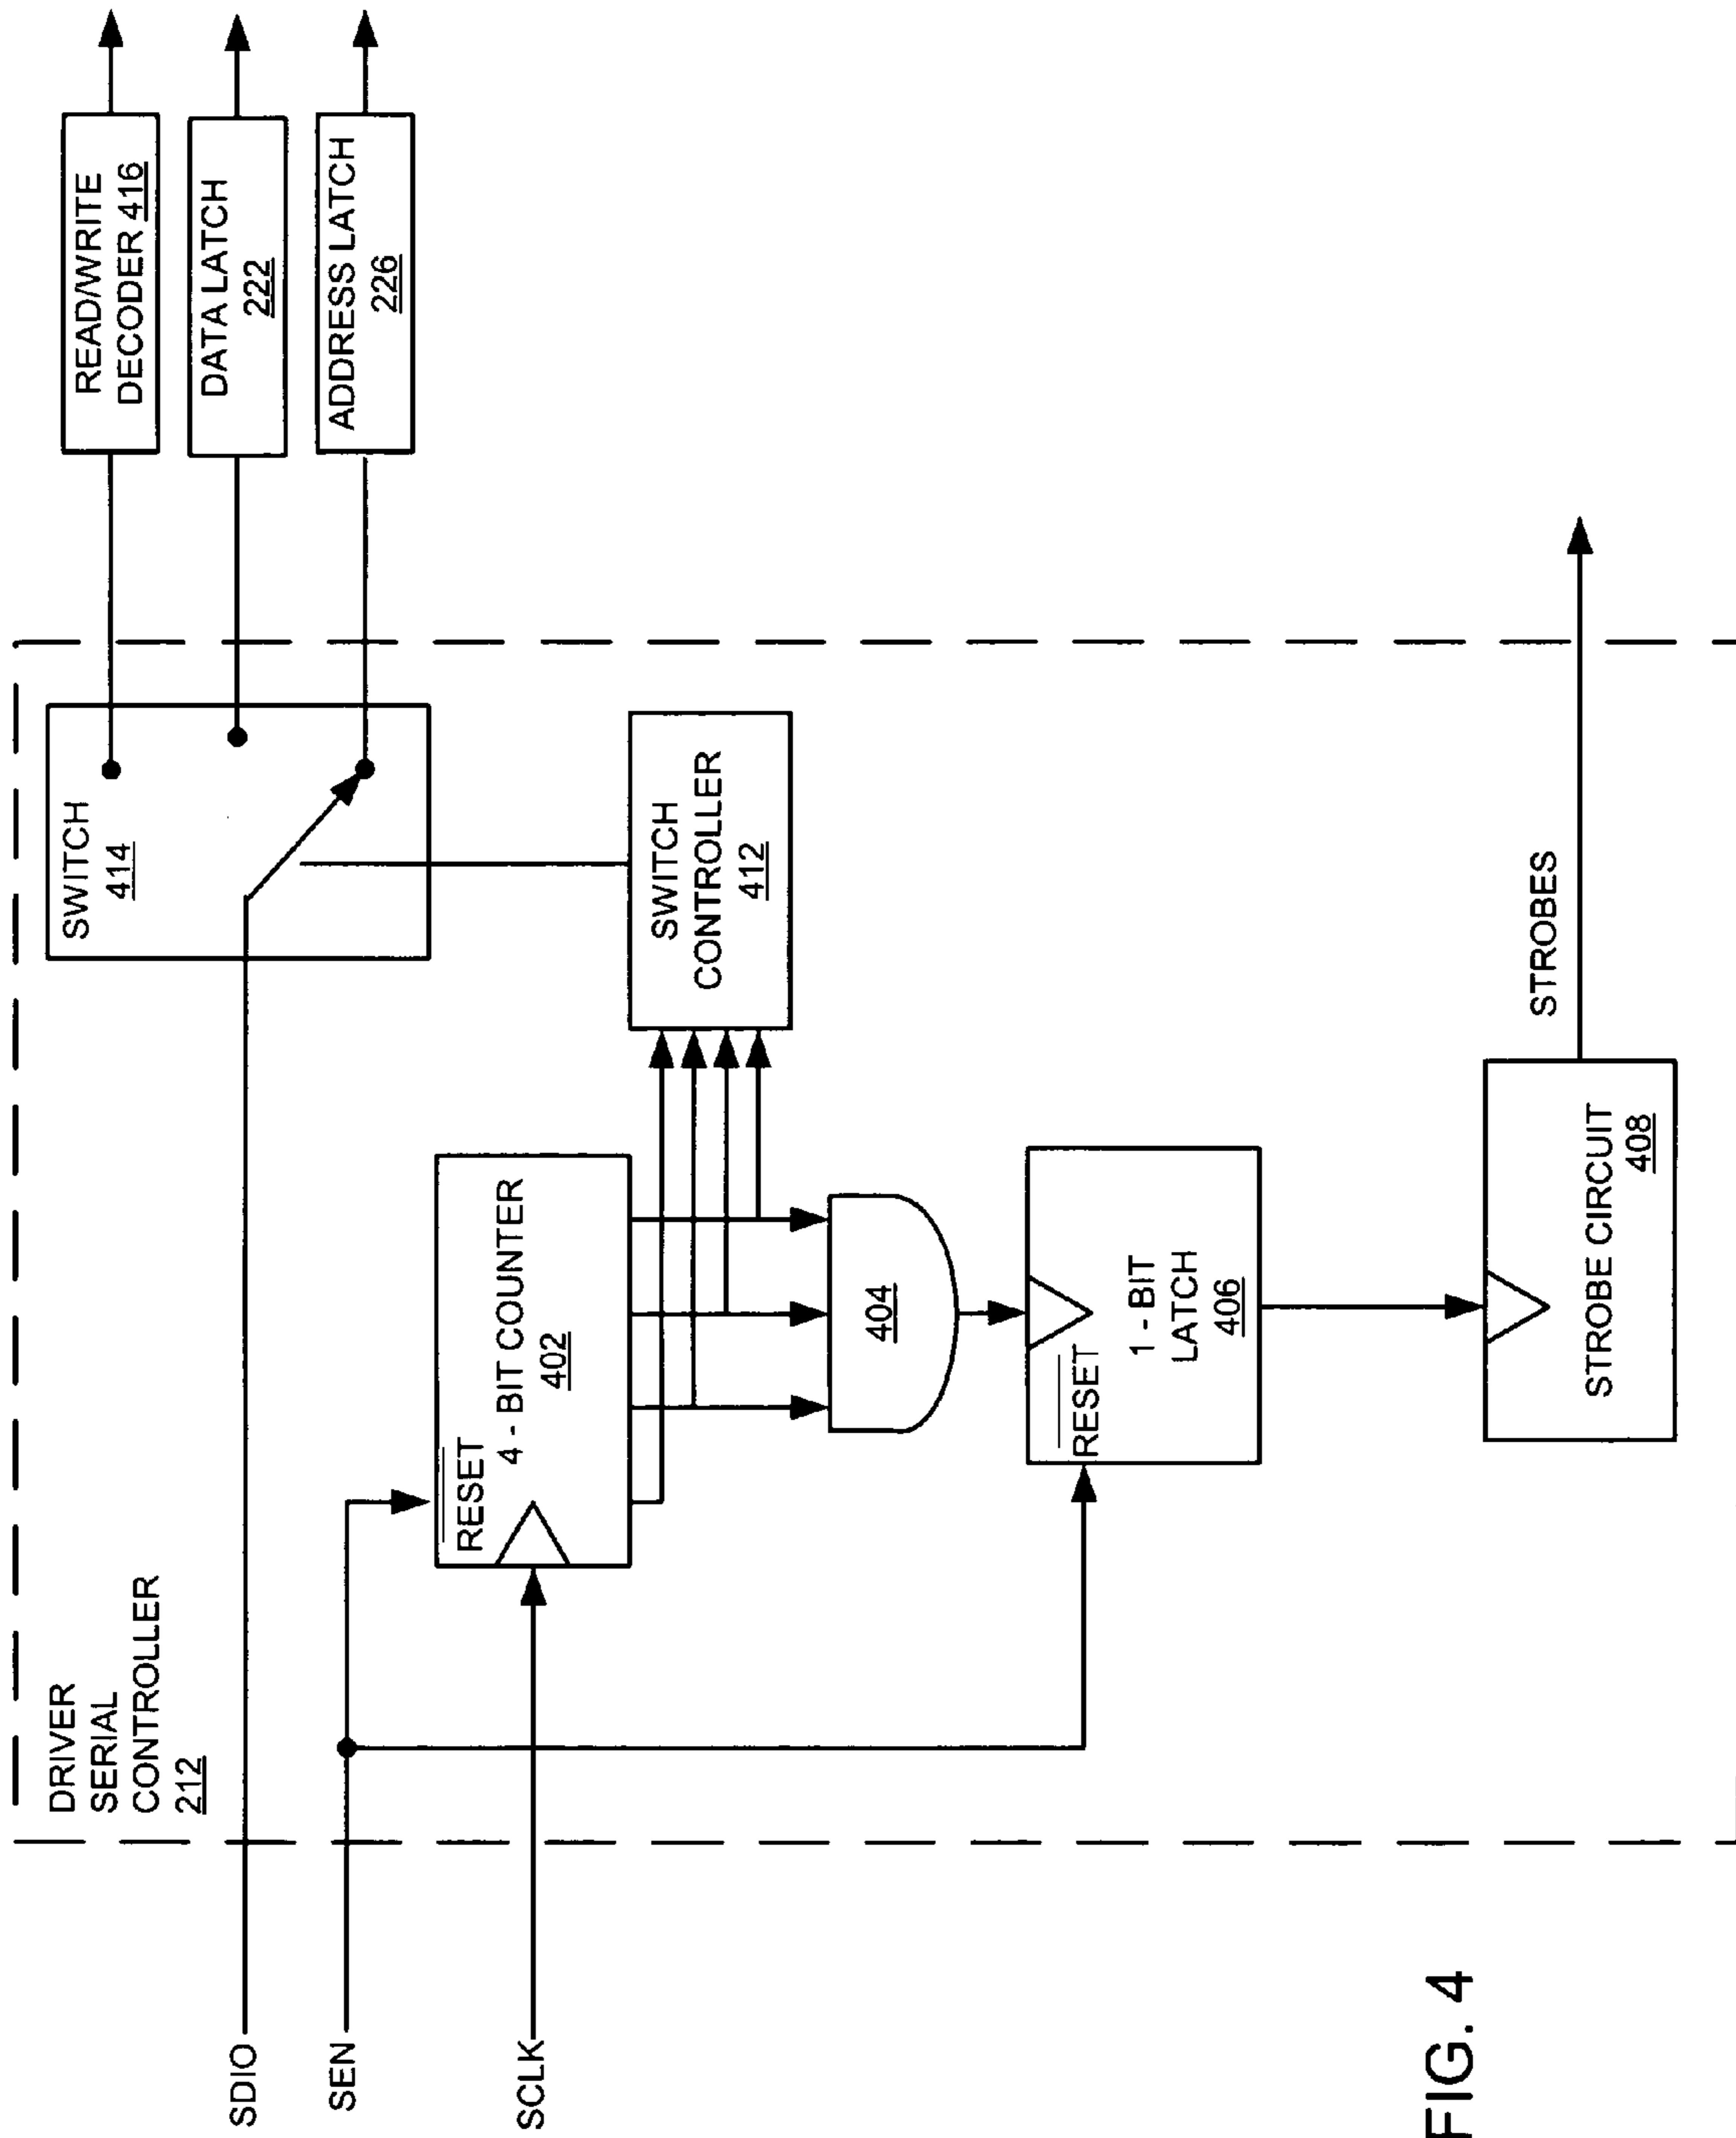 DRIVER
SERIAL
CONTROLLER
212
SDIO
SEN
SCLK
SWITCH
414
READ/WRITE
DECODER 416
DATA LATCH
222
ADDRESS LATCH
226
RESET
4 - BIT COUNTER
402
SWITCH
CONTROLLER
412
404
RESET
1 - BIT
LATCH
406
STROBE CIRCUIT
408
STROBES
FIG. 4